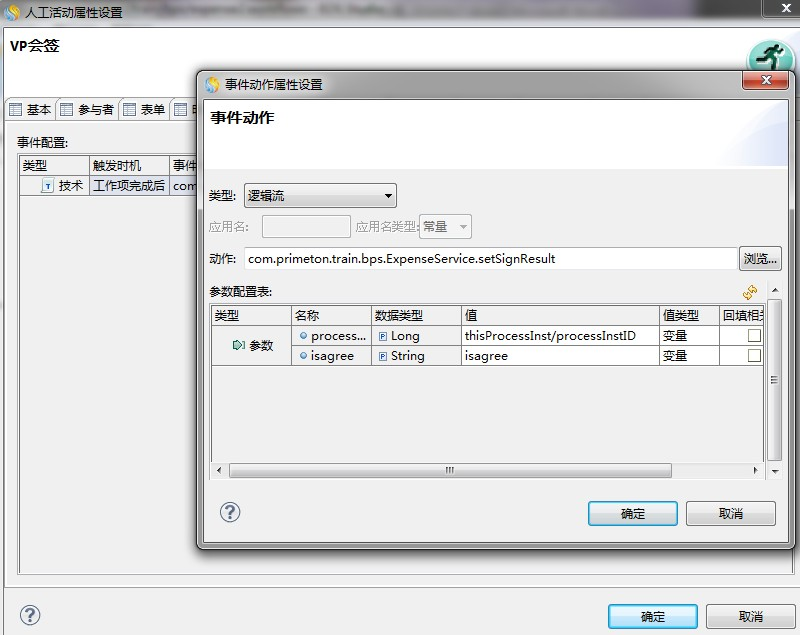 人工活动属性设置
VP会签
基本 参与者 表单
事件配置:
类型 触发时机 事件
技术 工作项完成后 com
事件动作属性设置
事件动作
类型: 逻辑流
应用名: 应用名类型: 常量
动作: com.primeton.train.bps.ExpenseService.setSignResult 浏览...
参数配置表:
类型 名称 数据类型 值 值类型 回填相关
参数
process... Long thisProcessInst/processInstID 变量
isagree String isagree 变量
确定 取消
确定 取消